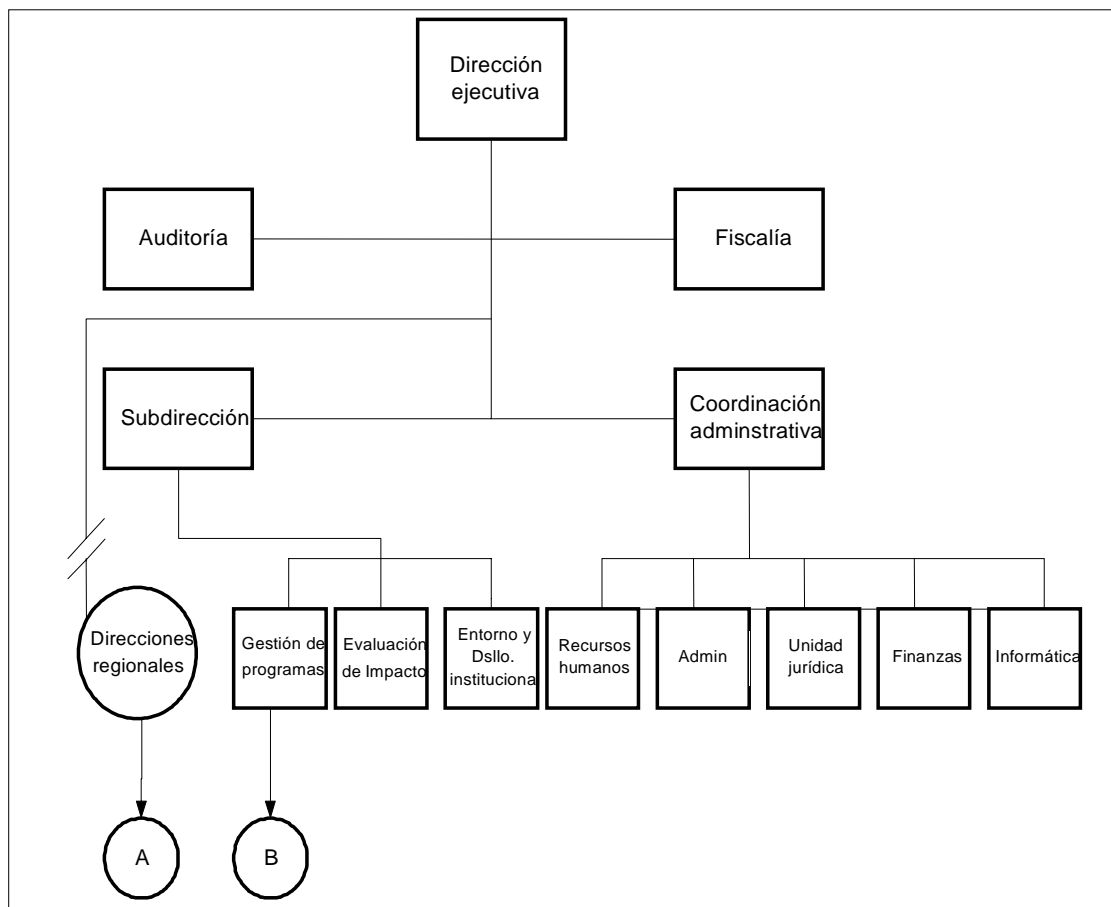 Dirección
ejecutiva
Auditoría
Fiscalía
Subdirección
Coordinación
adminstrativa
Direcciones
regionales
Gestión de
programas
Evaluación
de Impacto
Entorno y
Dsllo.
instituciona
Recursos
humanos
Admin
Unidad
jurídica
Finanzas
Informática
A
B